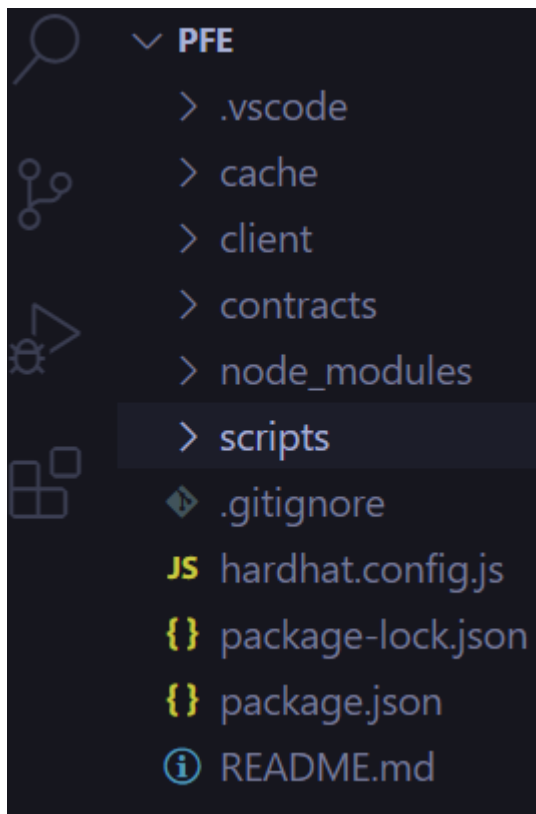 PFE
.vscode
cache
client
contracts
node_modules
scripts
.gitignore
JS hardhat.config.js
{} package-lock.json
{} package.json
README.md